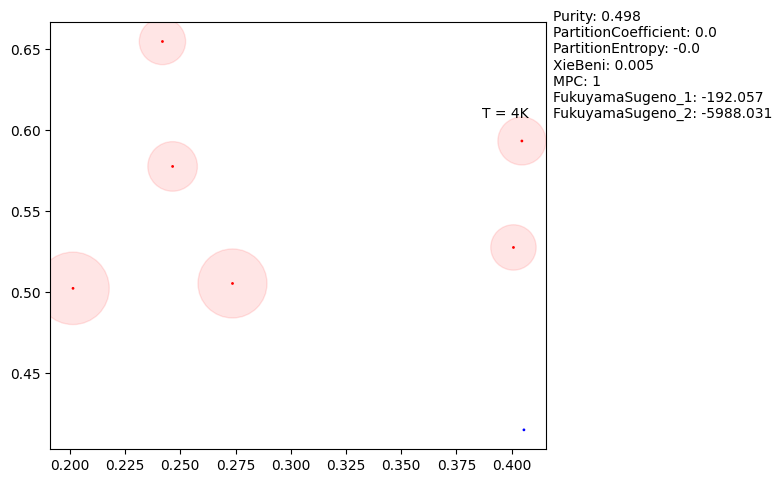 Purity: 0.498
PartitionCoefficient: 0.0
PartitionEntropy: -0.0
XieBeni: 0.005
MPC: 1
FukuyamaSugeno_1: -192.057
FukuyamaSugeno_2: -5988.031
T = 4K
0.65
0.60
0.55
0.50
0.45
0.200 0.225 0.250 0.275 0.300 0.325 0.350 0.375 0.400